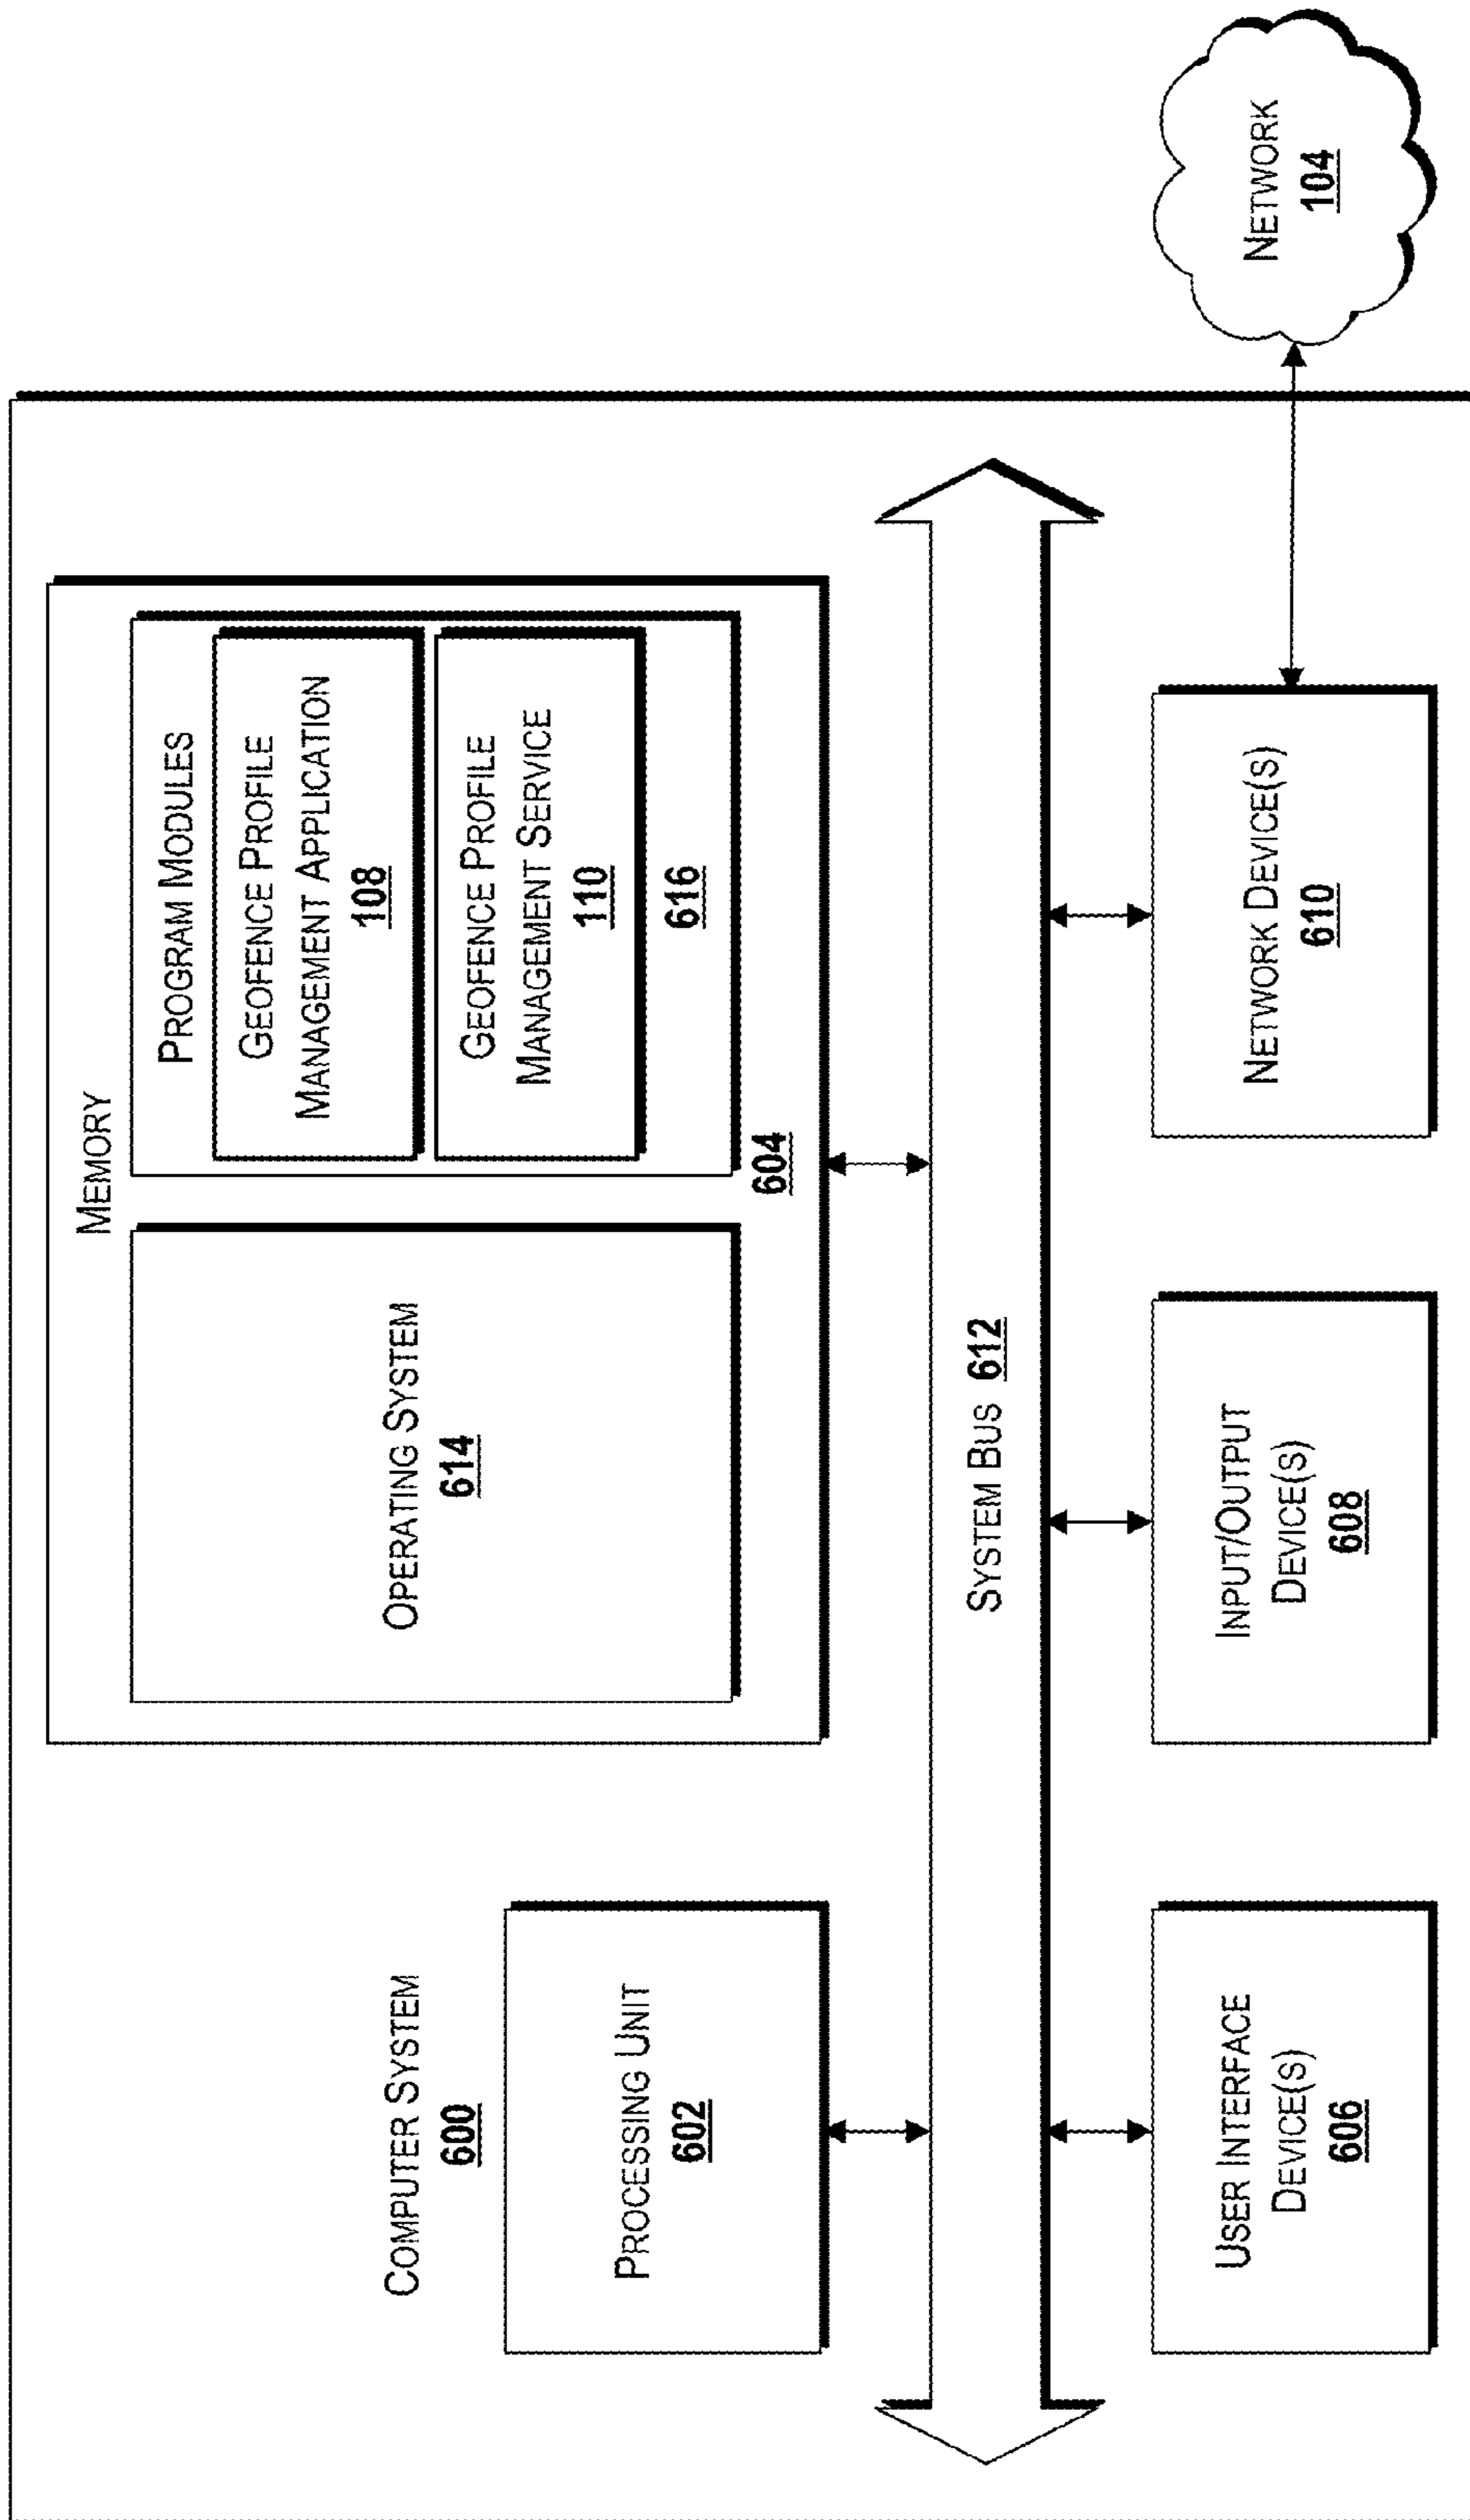 COMPUTER SYSTEM
600
PROCESSING UNIT
602
MEMORY
OPERATING SYSTEM
614
PROGRAM MODULES
GEOFENCE PROFILE
MANAGEMENT APPLICATION
108
GEOFENCE PROFILE
MANAGEMENT SERVICE
110
616
604
SYSTEM BUS 612
USER INTERFACE
DEVICE(S)
606
INPUT/OUTPUT
DEVICE(S)
608
NETWORK DEVICE(S)
610
NETWORK
104